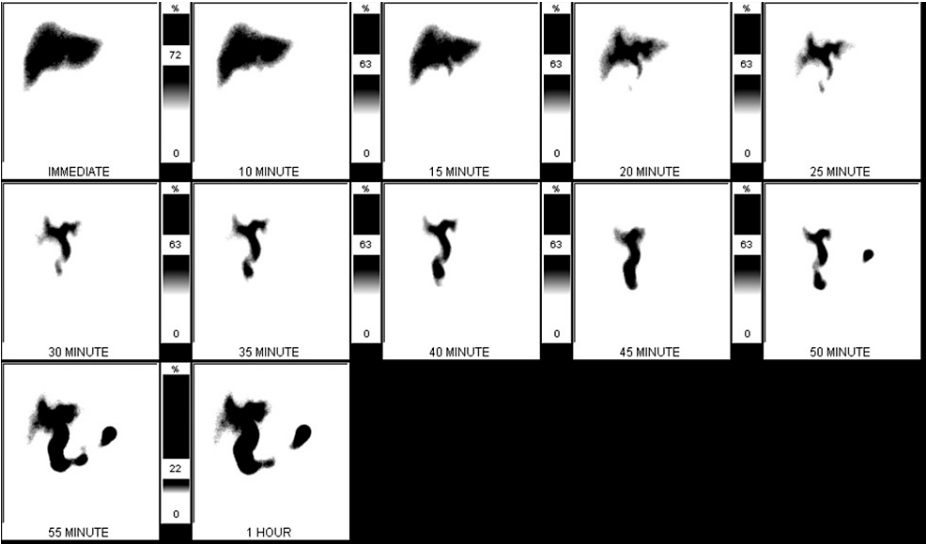 % % % % %
72 63 63 63
0 0 0 0
IMMEDIATE 10 MINUTE 15 MINUTE 20 MINUTE 25 MINUTE
% % % %
63 63 63 63
0 0 0 0
30 MINUTE 35 MINUTE 40 MINUTE 45 MINUTE 50 MINUTE
%
22
0
55 MINUTE 1 HOUR